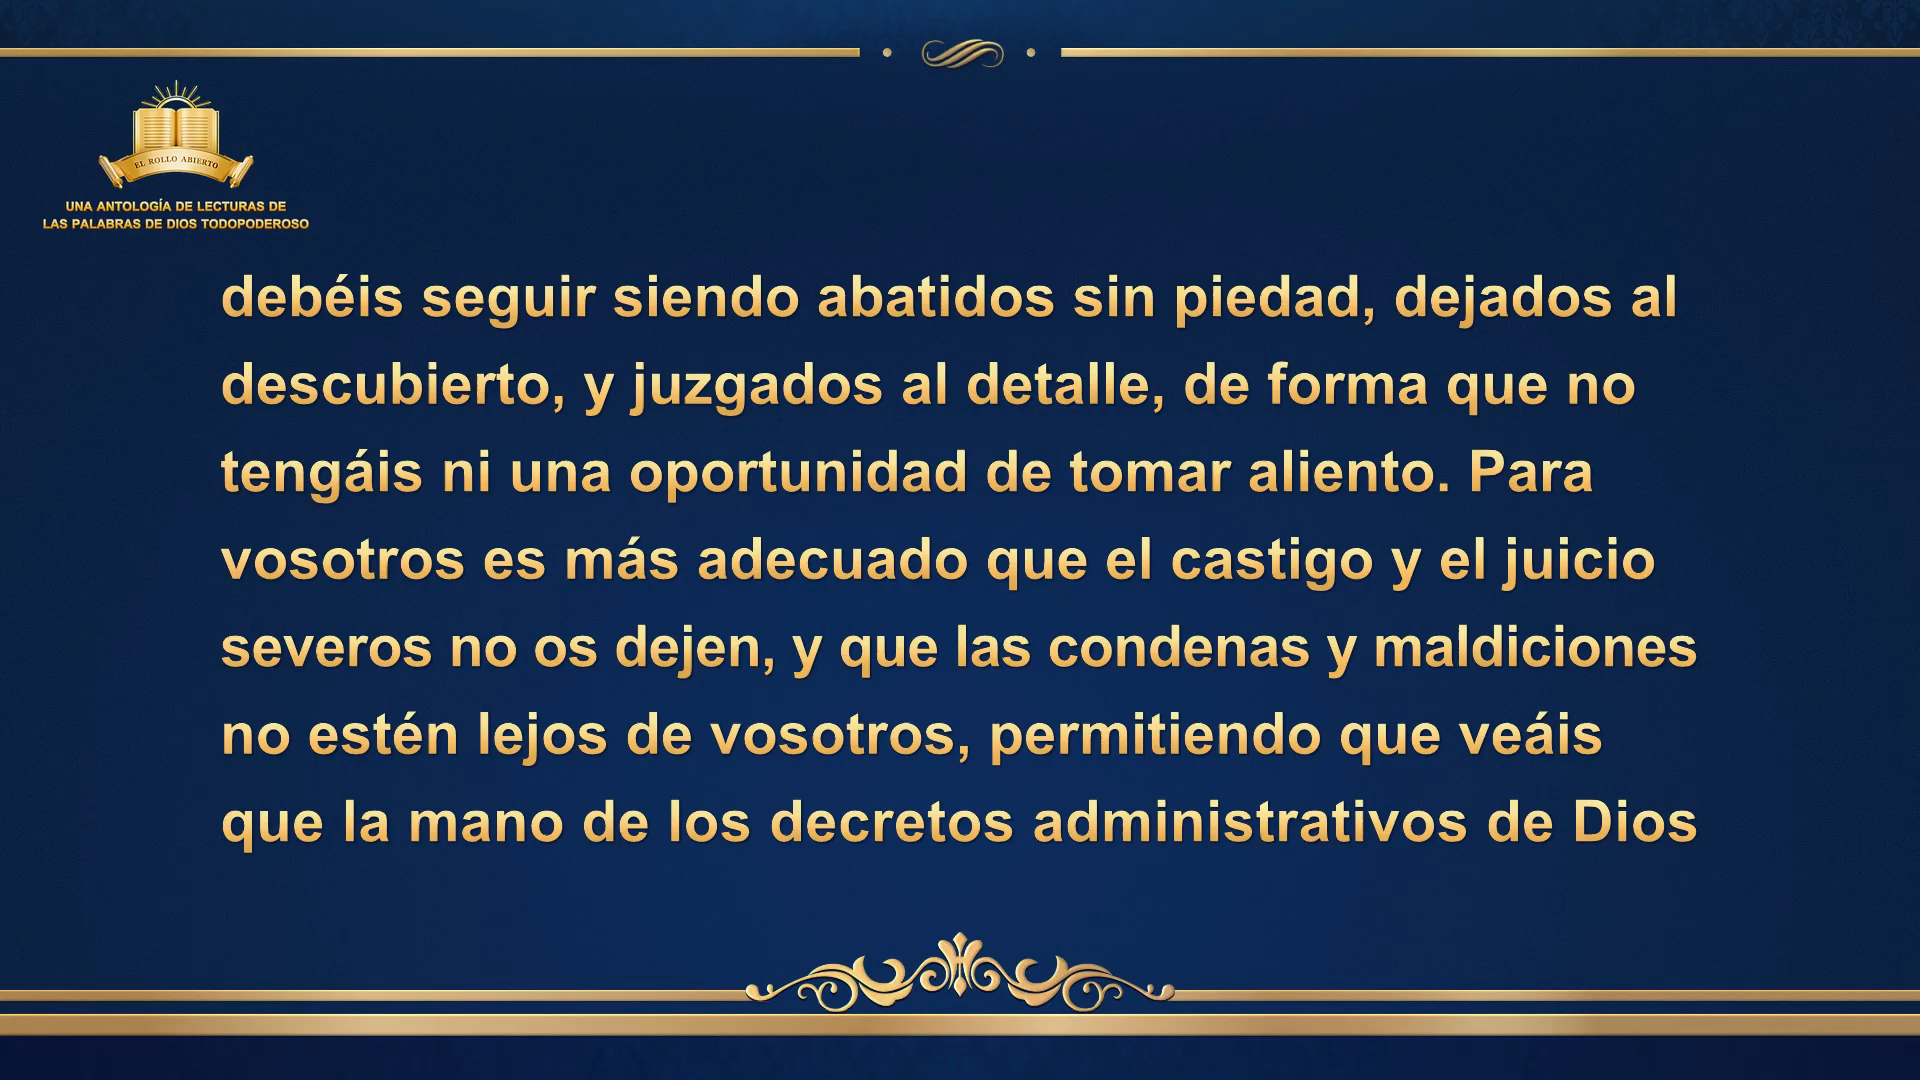 EL ROLLO ABIERTO
UNA ANTOLOGÍA DE LECTURAS DE
LAS PALABRAS DE DIOS TODOPODEROSO
debéis seguir siendo abatidos sin piedad, dejados al
descubierto, y juzgados al detalle, de forma que no
tengáis ni una oportunidad de tomar aliento. Para
vosotros es más adecuado que el castigo y el juicio
severos no os dejen, y que las condenas y maldiciones
no estén lejos de vosotros, permitiendo que veáis
que la mano de los decretos administrativos de Dios